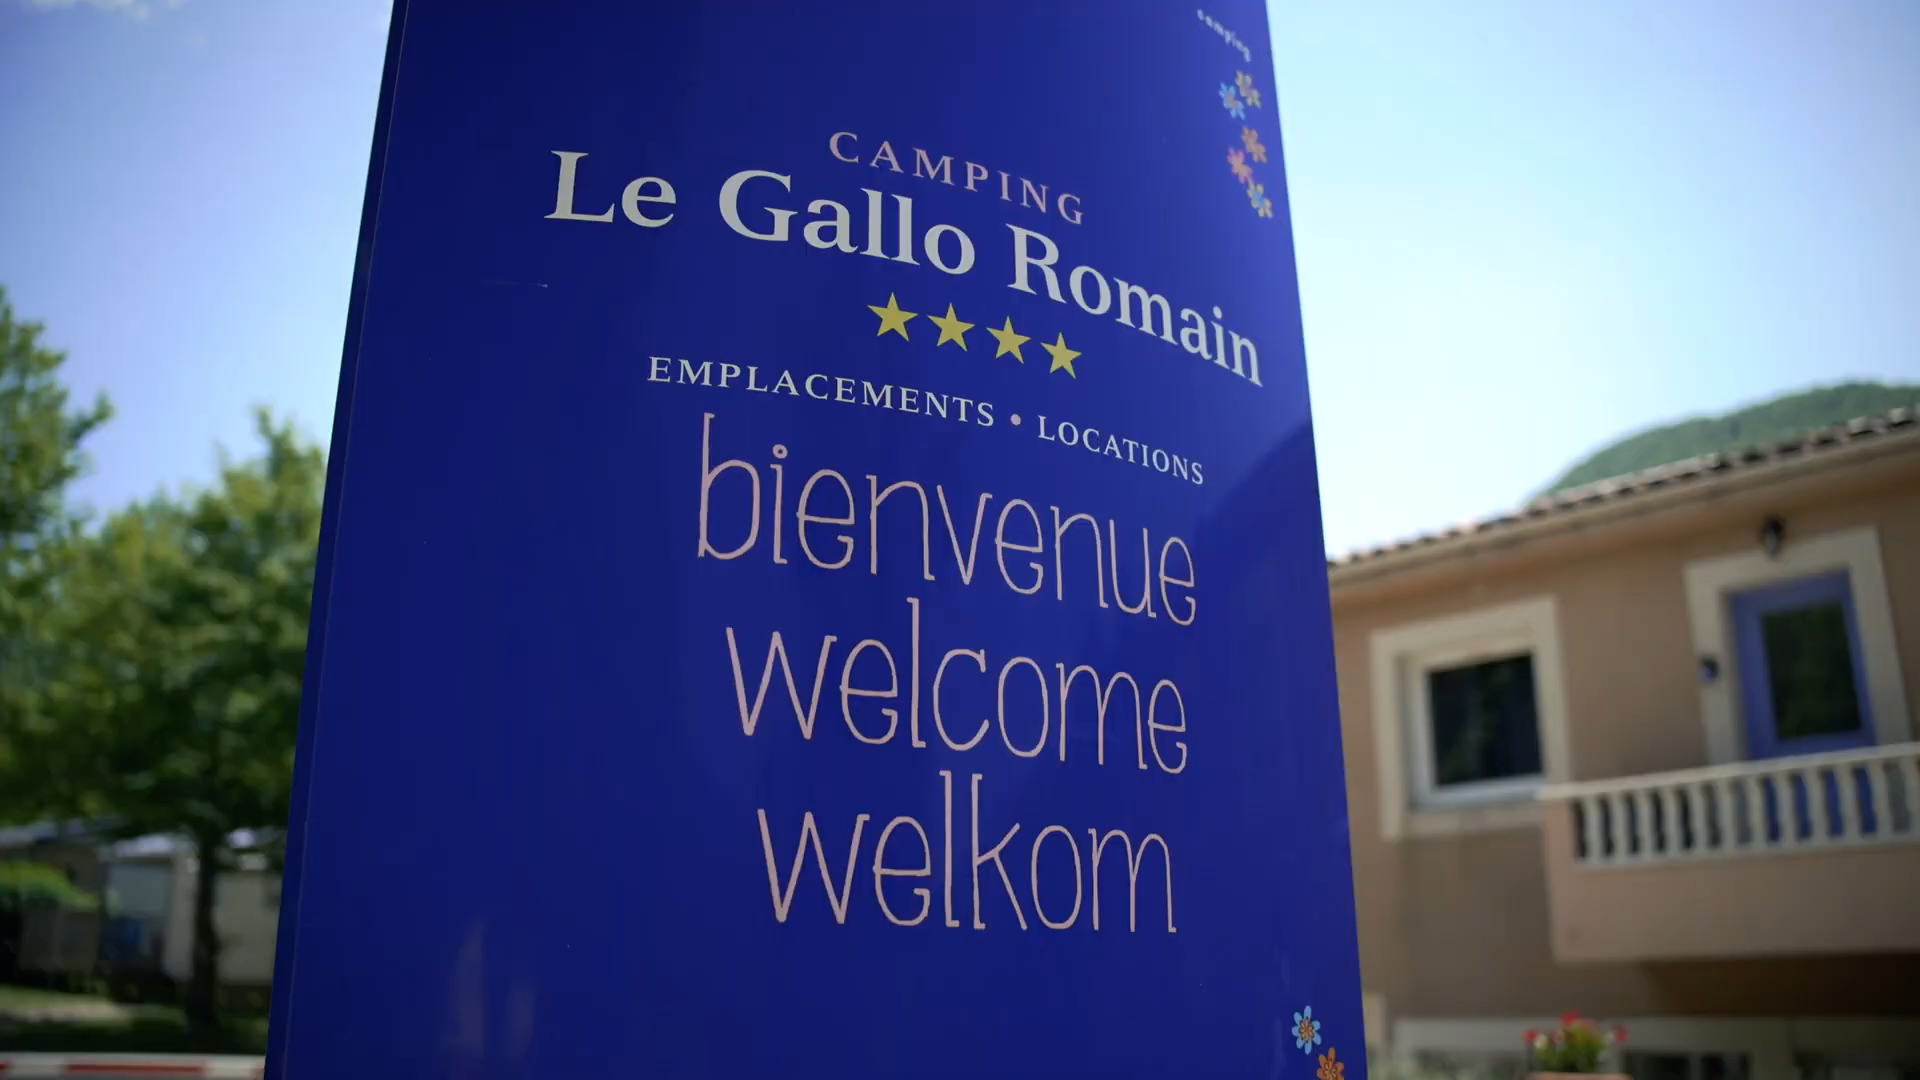 camping
CAMPING
Le Gallo Romain
EMPLACEMENTS • LOCATIONS
bienvenue
welcome
welkom